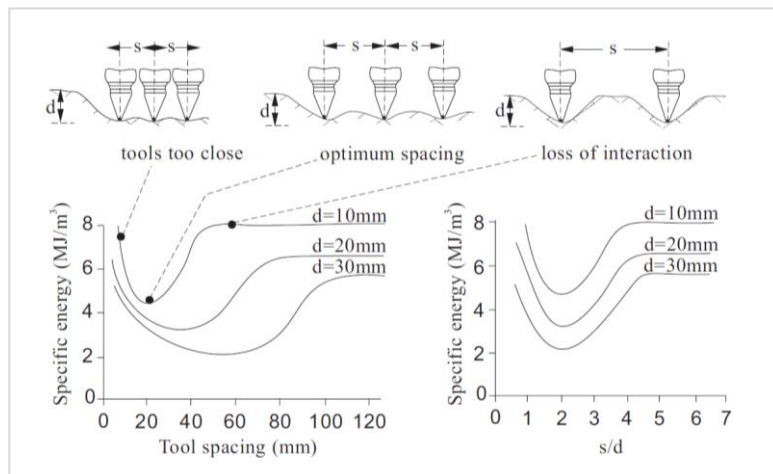 s s
s s
s
d
d
d
tools too close
optimum spacing
loss of interaction
Specific energy (MJ/m³)
8
6
4
2
0
d=10mm
d=20mm
d=30mm
0 20 40 60 80 100 120
Tool spacing (mm)
Specific energy (MJ/m³)
8
6
4
2
0
d=10mm
d=20mm
d=30mm
0 1 2 3 4 5 6 7
s/d